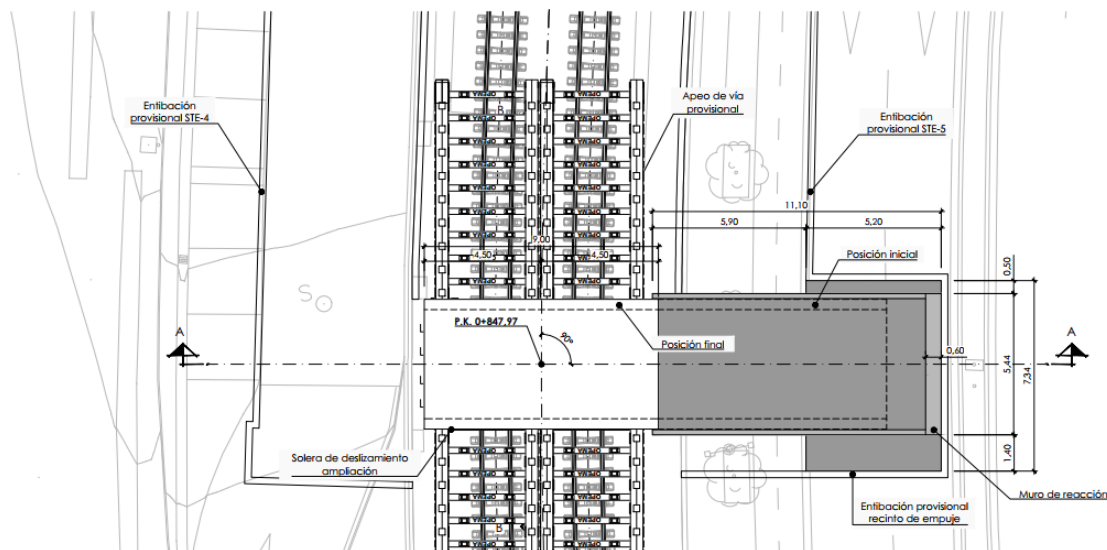 Entibación
provisional STE-4
Apeo de vía
provisional
Entibación
provisional STE-5
B
11,10
5,90
5,20
9,00
4,50
4,50
Posición inicial
0,50
S
P.K. 0+847,97
90º
Posición final
A
A
0,60
5,44
7,34
1,40
Solera de deslizamiento
ampliación
Muro de reacción
Entibación provisional
recinto de empuje
B